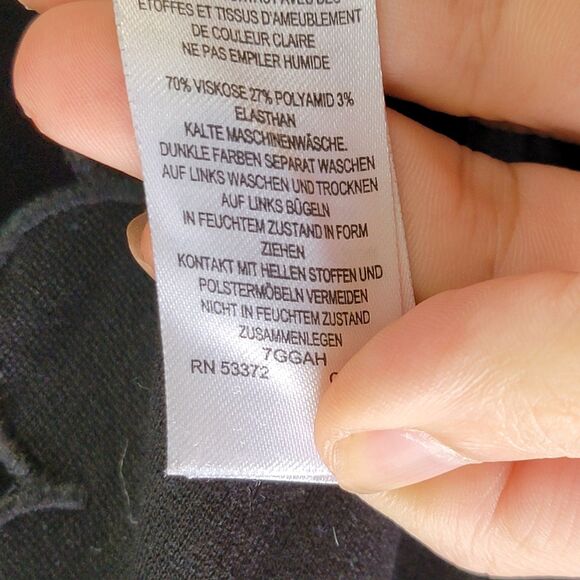 ÉTOFFES ET TISSUS D'AMEUBLEMENT
DE COULEUR CLAIRE
NE PAS EMPILER HUMIDE
70% VISKOSE 27% POLYAMID 3%
ELASTHAN
KALTE MASCHINENWÄSCHE.
DUNKLE FARBEN SEPARAT WASCHEN
AUF LINKS WASCHEN UND TROCKNEN
AUF LINKS BÜGELN
IN FEUCHTEM ZUSTAND IN FORM
ZIEHEN
KONTAKT MIT HELLEN STOFFEN UND
POLSTERMÖBELN VERMEIDEN
NICHT IN FEUCHTEM ZUSTAND
ZUSAMMENLEGEN
7GGAH
RN 53372